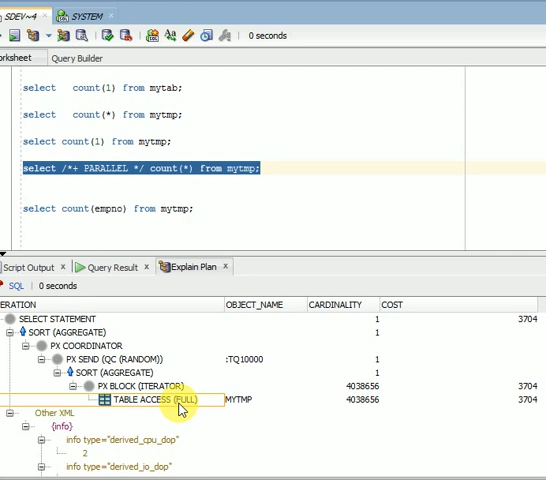 SDEV~4 SYSTEM
0 seconds
orksheet Query Builder
select count(1) from mytab;
select count(*) from mytmp;
select count(1) from mytmp;
select /*+ PARALLEL */ count(*) from mytmp;
select count(empno) from mytmp;
Script Output Query Result Explain Plan
SQL 0 seconds
ERATION OBJECT_NAME CARDINALITY COST
SELECT STATEMENT 1 3704
SORT (AGGREGATE) 1
PX COORDINATOR
PX SEND (QC (RANDOM)) :TQ10000 1
SORT (AGGREGATE) 1
PX BLOCK (ITERATOR) 4038656 3704
TABLE ACCESS (FULL) MYTMP 4038656 3704
Other XML
{info}
info type="derived_cpu_dop"
2
info type="derived_io_dop"